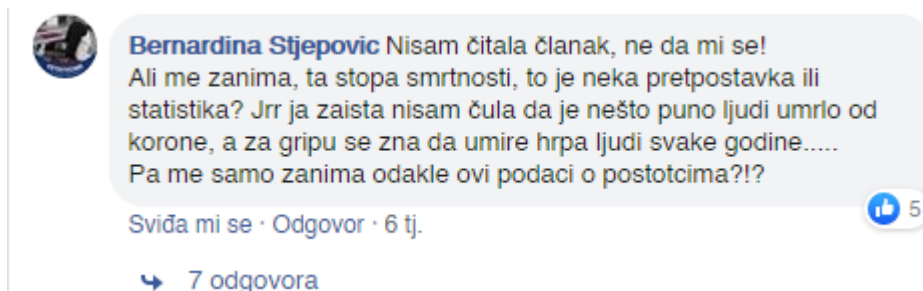 Bernardina Stjepovic Nisam čitala članak, ne da mi se!
Ali me zanima, ta stopa smrtnosti, to je neka pretpostavka ili
statistika? Jrr ja zaista nisam čula da je nešto puno ljudi umrlo od
korone, a za gripu se zna da umire hrpa ljudi svake godine.....
Pa me samo zanima odakle ovi podaci o postotcima?!?
5
Sviđa mi se · Odgovor · 6 tj.
7 odgovora